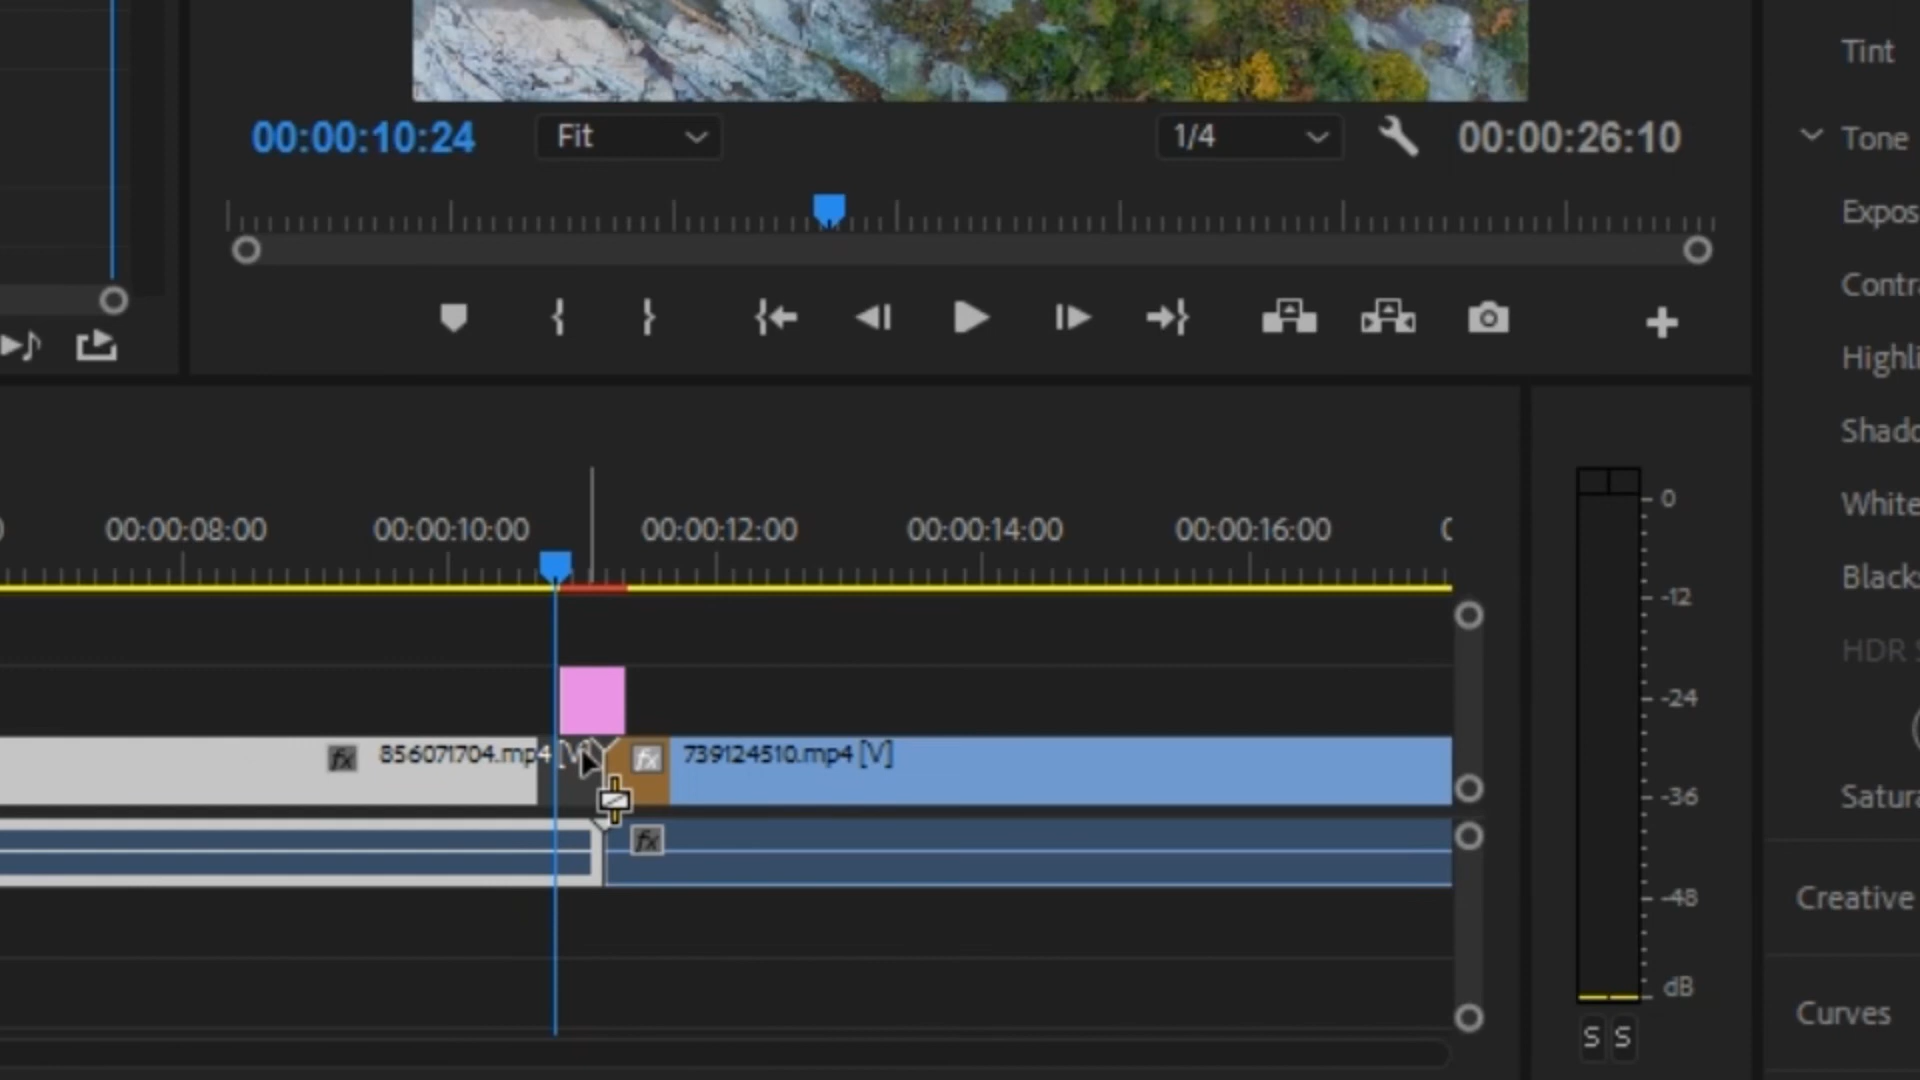 Tint
00:00:10:24
Fit
1/4
00:00:26:10
Tone
Expos
Contra
Highli
Shado
White
Blacks
HDR S
Satura
Creative
Curves
00:00:08:00
00:00:10:00
00:00:12:00
00:00:14:00
00:00:16:00
fx
856071704.mp4 [V]
fx
739124510.mp4 [V]
fx
0
-12
-24
-36
-48
dB
S S